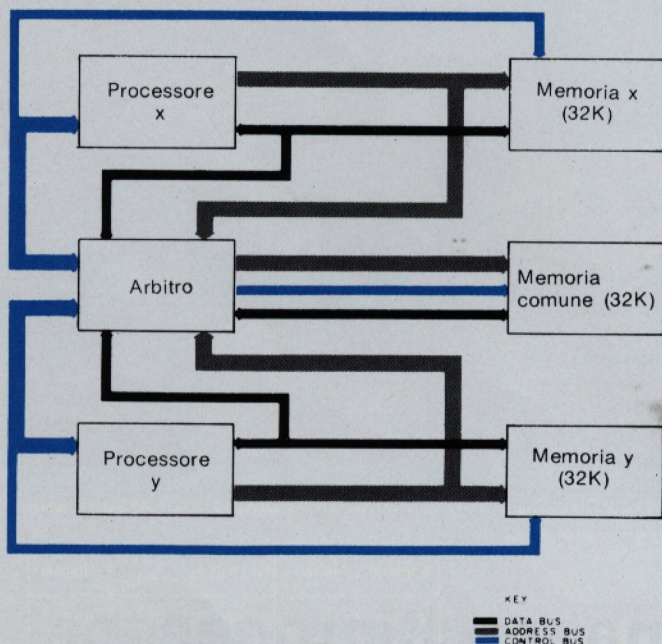 Processore
x
Memoria x
(32K)
Arbitro
Memoria
comune (32K)
Processore
y
Memoria y
(32K)
KEY
DATA BUS
ADDRESS BUS
CONTROL BUS